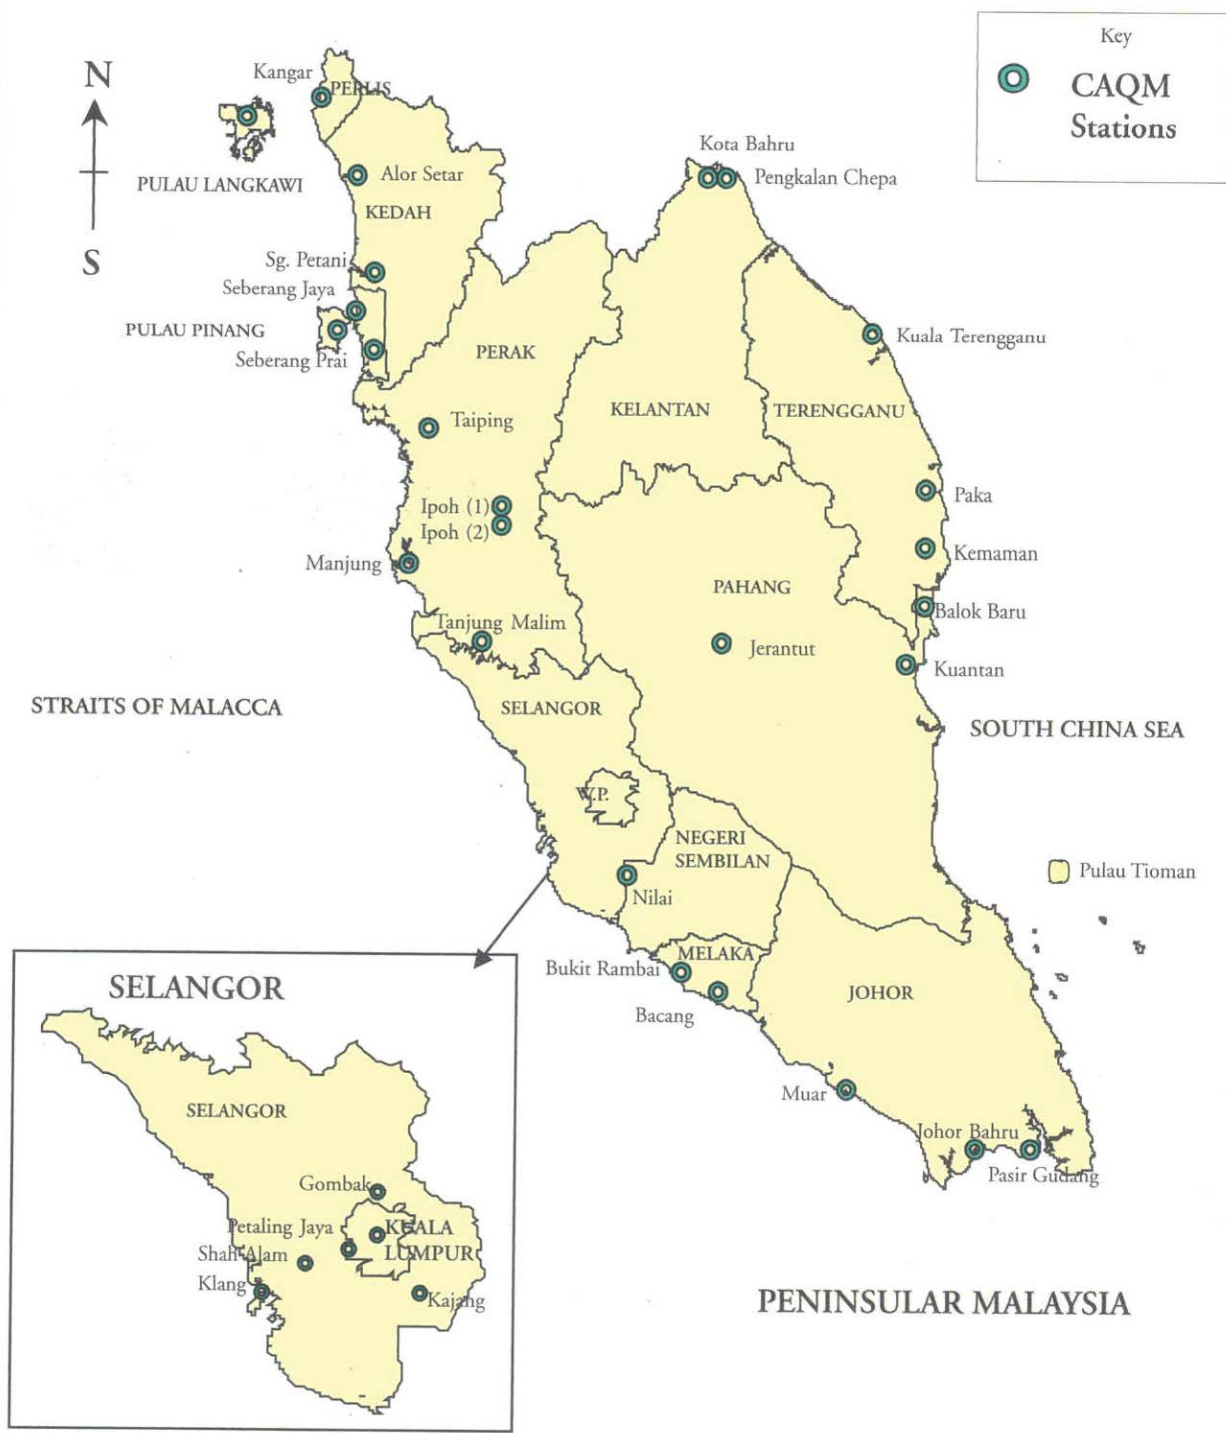 Key
CAQM
Stations
N
S
Kangar
PERLIS
PULAU LANGKAWI
Alor Setar
KEDAH
Kota Bahru
Pengkalan Chepa
Sg. Petani
Seberang Jaya
PULAU PINANG
Seberang Prai
PERAK
Kuala Terengganu
KELANTAN
TERENGGANU
Taiping
Ipoh (1)
Ipoh (2)
Paka
Manjung
Kemaman
PAHANG
Balok Baru
Tanjung Malim
Jerantut
Kuantan
STRAITS OF MALACCA
SELANGOR
SOUTH CHINA SEA
W.P.
NEGERI
SEMBILAN
Pulau Tioman
Nilai
MELAKA
Bukit Rambai
Bacang
JOHOR
Muar
Johor Bahru
Pasir Gudang
SELANGOR
SELANGOR
Gombak
Petaling Jaya
KUALA
LUMPUR
Shah Alam
Klang
Kajang
PENINSULAR MALAYSIA